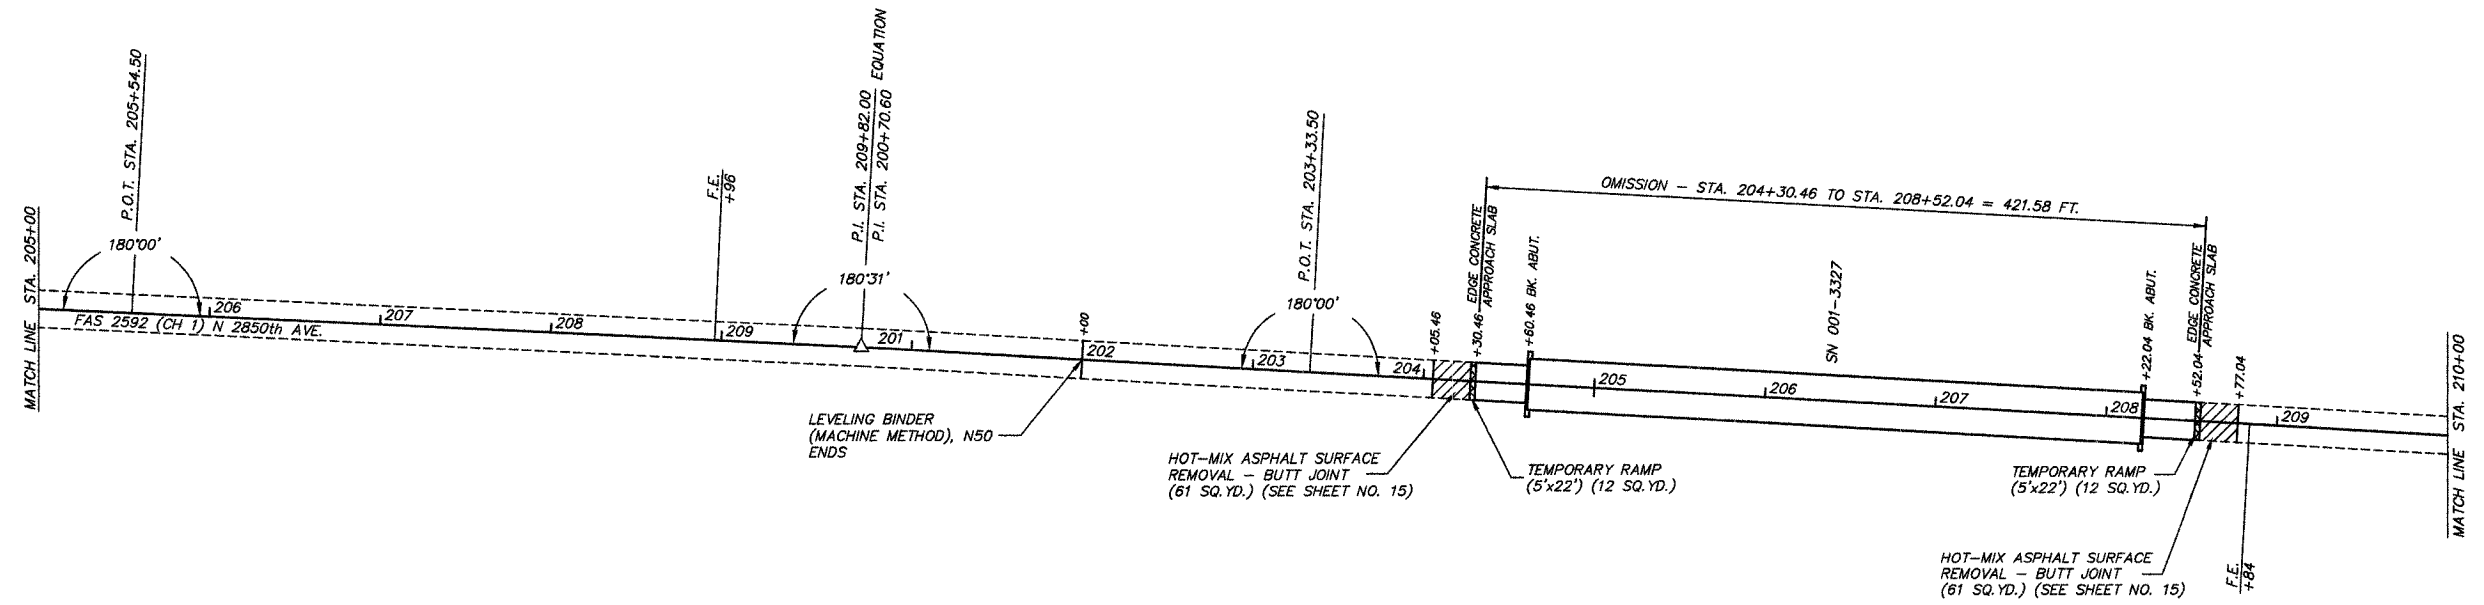 MATCH LINE STA. 205+00
P.O.T. STA. 205+54.50
180°00'
FAS 2592 (CH 1) N 2850th AVE.
206
207
208
F.E.
+96
209
P.I. STA. 209+82.00
P.I. STA. 200+70.60
EQUATION
180°31'
201
+00
202
LEVELING BINDER
(MACHINE METHOD), N50
ENDS
203
P.O.T. STA. 203+33.50
180°00'
204
+05.46
HOT-MIX ASPHALT SURFACE
REMOVAL - BUTT JOINT
(61 SQ.YD.) (SEE SHEET NO. 15)
+30.46 EDGE CONCRETE
APPROACH SLAB
+60.46 BK. ABUT.
TEMPORARY RAMP
(5'x22') (12 SQ.YD.)
OMISSION - STA. 204+30.46 TO STA. 208+52.04 = 421.58 FT.
205
206
SN 001-3327
207
208
+22.04 BK. ABUT.
+52.04 EDGE CONCRETE
APPROACH SLAB
+77.04
TEMPORARY RAMP
(5'x22') (12 SQ.YD.)
HOT-MIX ASPHALT SURFACE
REMOVAL - BUTT JOINT
(61 SQ.YD.) (SEE SHEET NO. 15)
F.E.
+84
209
MATCH LINE STA. 210+00